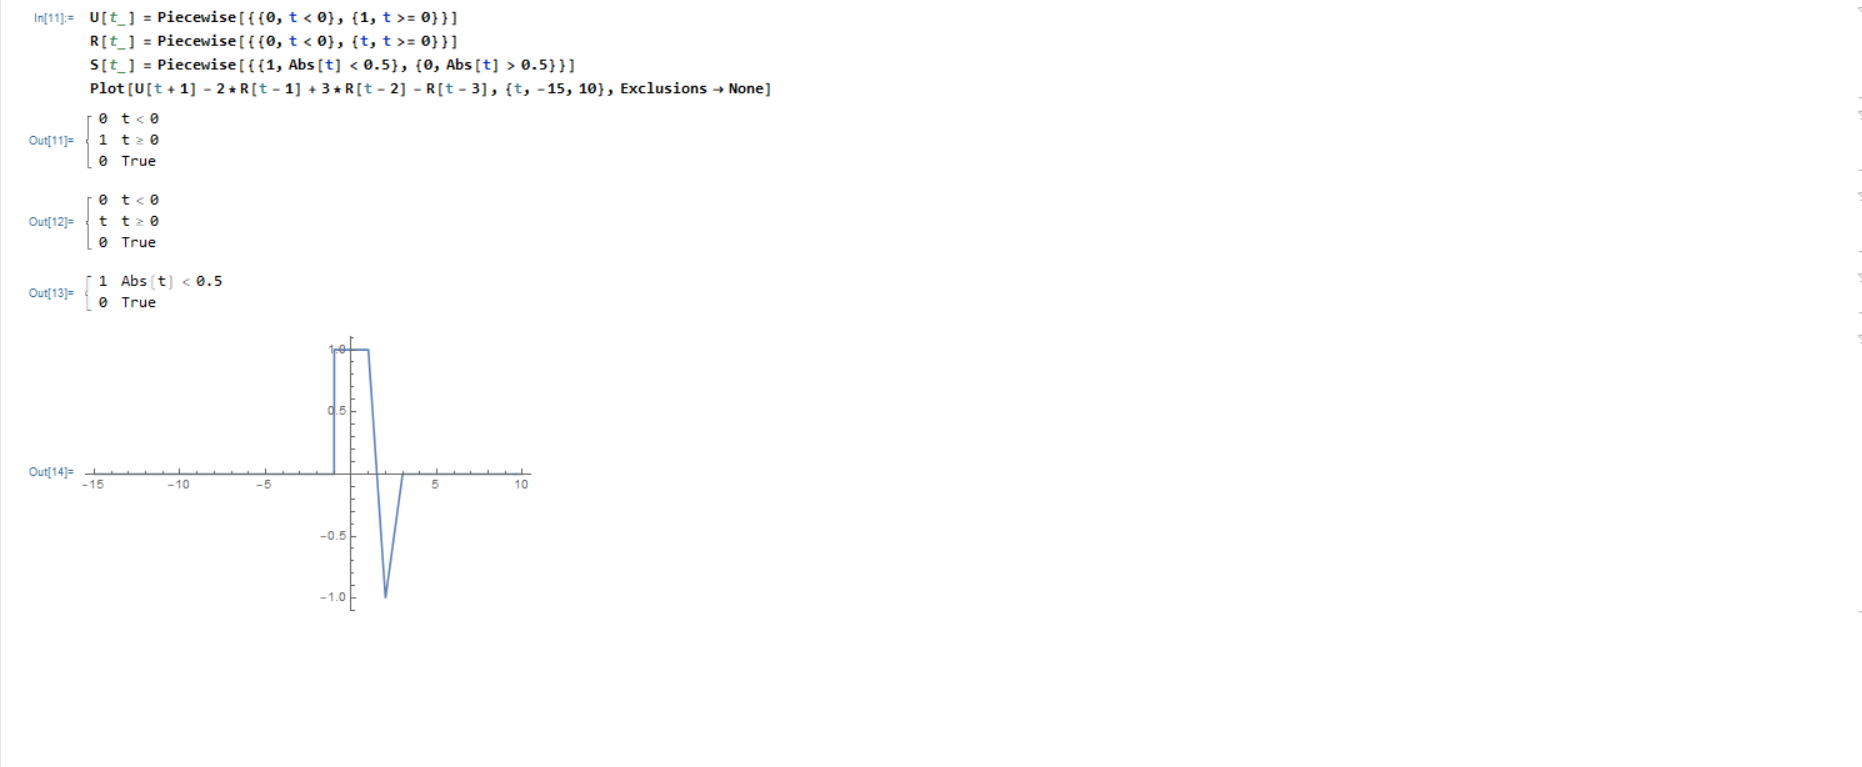 In[11]:= U[t_] = Piecewise[{{0, t < 0}, {1, t >= 0}}]
R[t_] = Piecewise[{{0, t < 0}, {t, t >= 0}}]
S[t_] = Piecewise[{{1, Abs[t] < 0.5}, {0, Abs[t] > 0.5}}]
Plot[U[t + 1] - 2 * R[t - 1] + 3 * R[t - 2] - R[t - 3], {t, -15, 10}, Exclusions → None]
0 t < 0
Out[11]= 1 t ≥ 0
0 True
0 t < 0
Out[12]= t t ≥ 0
0 True
1 Abs[t] < 0.5
Out[13]=
0 True
1.0
0.5
Out[14]=
-15 -10 -5 5 10
-0.5
-1.0